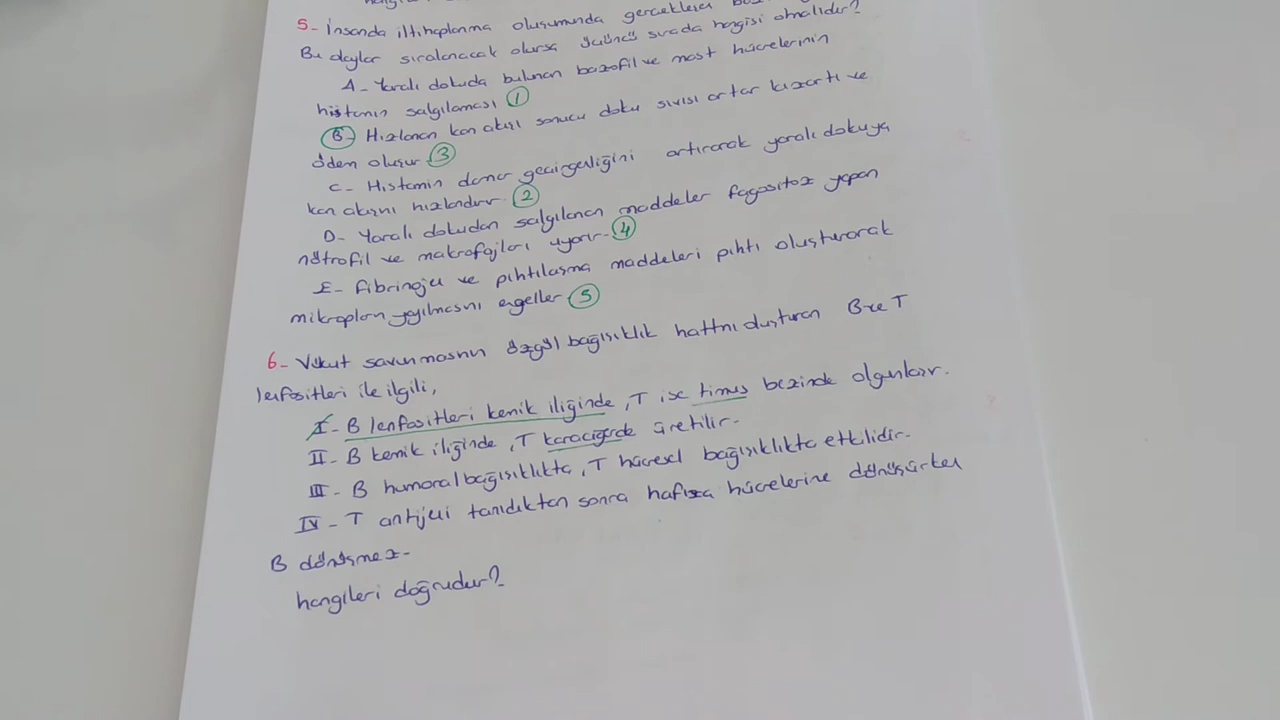 5- İnsanda iltihaplanma oluşumunda gerçekleşen
Bu olaylar sıralanacak olursa üçüncü sırada hangisi olmalıdır?
A- Yaralı dokuda bulunan bazofil ve mast hücrelerinin
histamin salgılaması ①
B- Hızlanan kan akışı sonucu doku sıvısı artar kızartı ve
ödem oluşur ③
C- Histamin damar geçirgenliğini artırarak yaralı dokuya
kan akışını hızlandırır. ②
D- Yaralı dokudan salgılanan maddeler fagositoz yapan
nötrofil ve makrofajları uyarır. ④
E- Fibrinojen ve pıhtılaşma maddeleri pıhtı oluşturarak
mikropların yayılmasını engeller ⑤
6- Vücut savunmasının özgül bağışıklık hattını oluşturan B ve T
lenfositleri ile ilgili,
I- B lenfositleri kemik iliğinde, T ise timus bezinde olgunlaşır.
II- B kemik iliğinde, T karaciğerde üretilir.
III- B humoral bağışıklıkta, T hücresel bağışıklıkta etkilidir.
IV- T antijeni tanıdıktan sonra hafıza hücrelerine dönüşürken
B dönüşmez.
hangileri doğrudur?